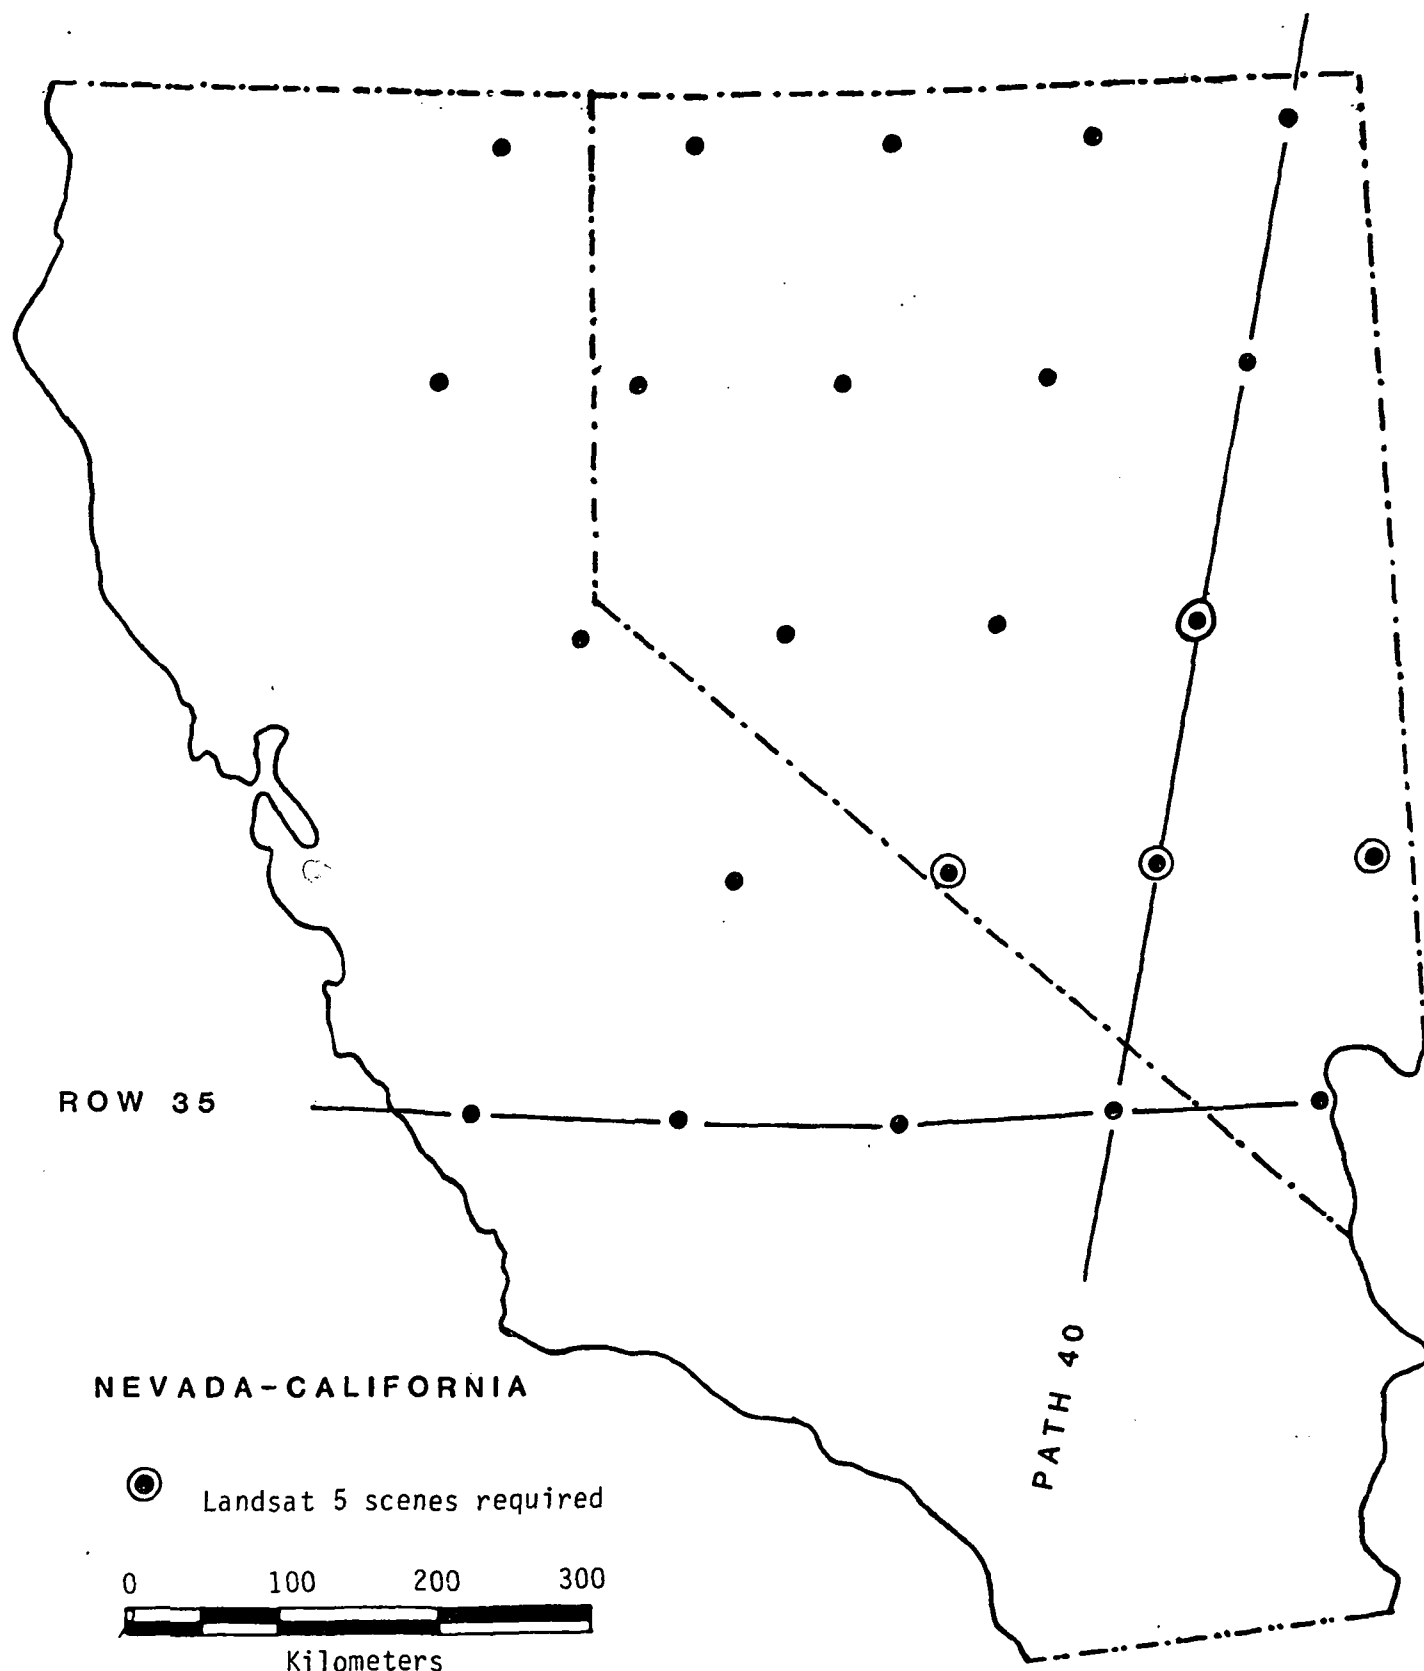 ROW 35
PATH 40
NEVADA-CALIFORNIA
Landsat 5 scenes required
0 100 200 300
Kilometers